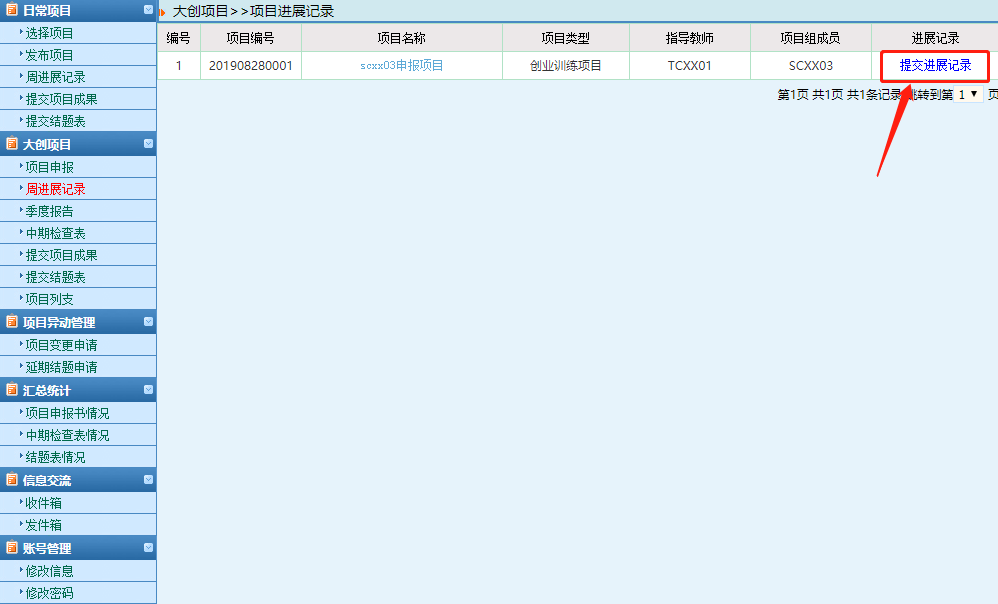 日常项目
选择项目
发布项目
周进展记录
提交项目成果
提交结题表
大创项目
项目申报
周进展记录
季度报告
中期检查表
提交项目成果
提交结题表
项目列支
项目异动管理
项目变更申请
延期结题申请
汇总统计
项目申报书情况
中期检查表情况
结题表情况
信息交流
收件箱
发件箱
账号管理
修改信息
修改密码
大创项目>>项目进展记录
编号 项目编号 项目名称 项目类型 指导教师 项目组成员 进展记录
1 201908280001 scxx03申报项目 创业训练项目 TCXX01 SCXX03 提交进展记录
第1页 共1页 共1条记录 跳转到第 1 页